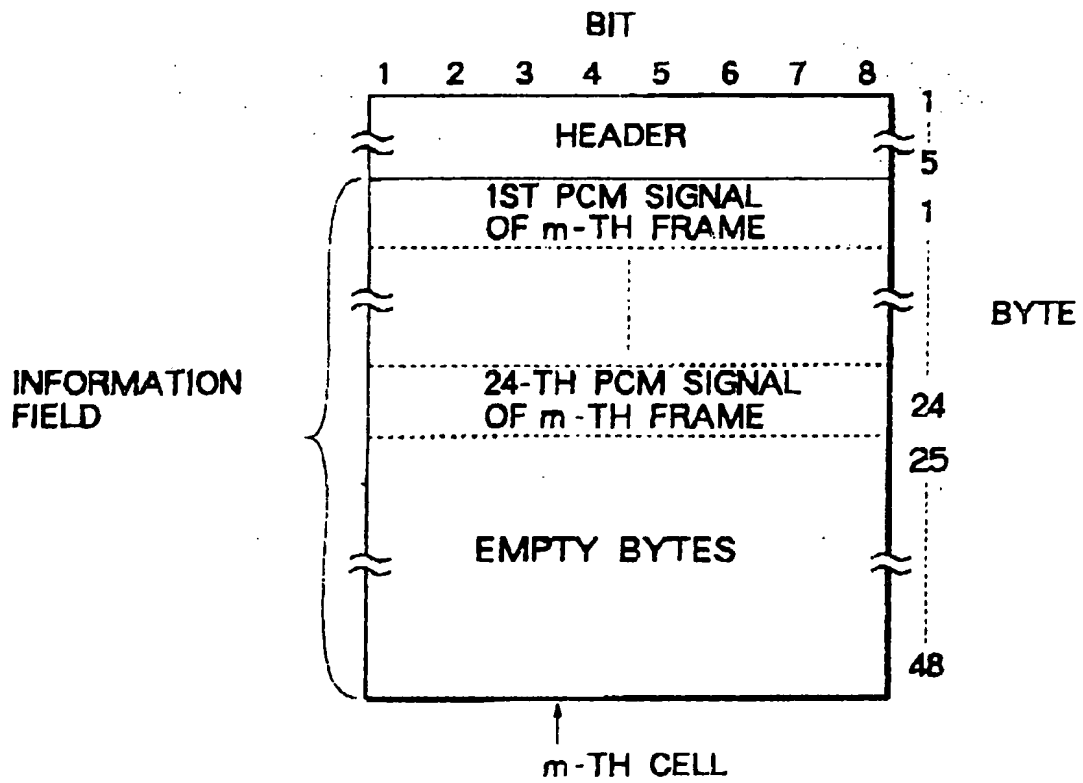 BIT
1 2 3 4 5 6 7 8
HEADER
1
5
1ST PCM SIGNAL
OF m-TH FRAME
1
BYTE
INFORMATION
FIELD
24-TH PCM SIGNAL
OF m-TH FRAME
24
25
EMPTY BYTES
48
m-TH CELL